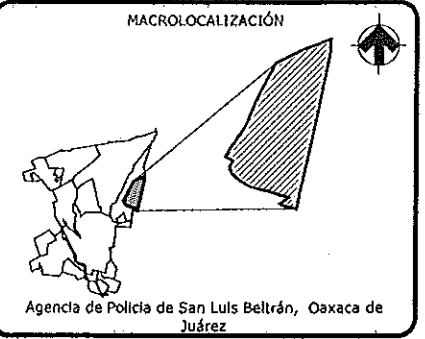 MACROLOCALIZACIÓN
Agencia de Policia de San Luis Beltrán, Oaxaca de
Juárez